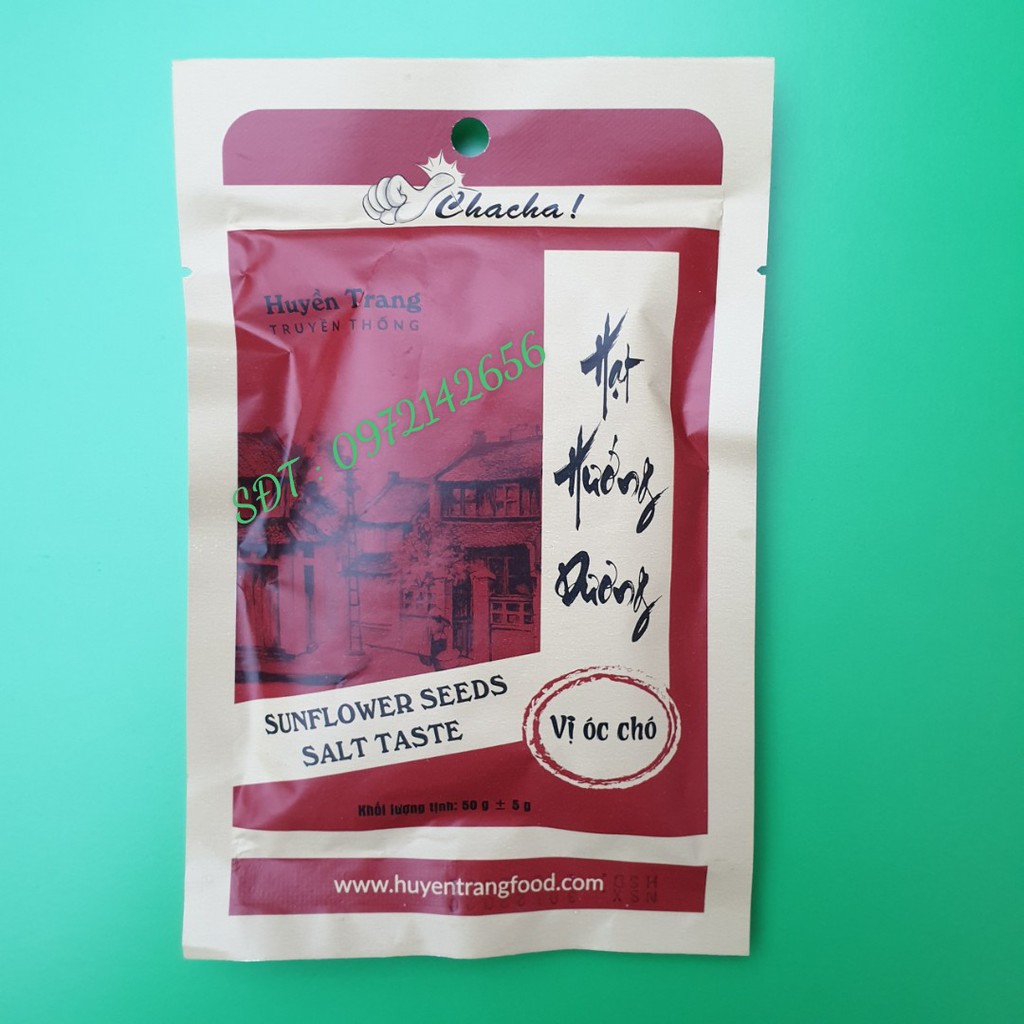 Chacha!
Huyền Trang
TRUYỀN THỐNG
SĐT : 0972142656
Hạt
Hướng
Dương
SUNFLOWER SEEDS
SALT TASTE
Vị óc chó
Khối lượng tịnh: 50 g ± 5 g
www.huyentrangfood.com